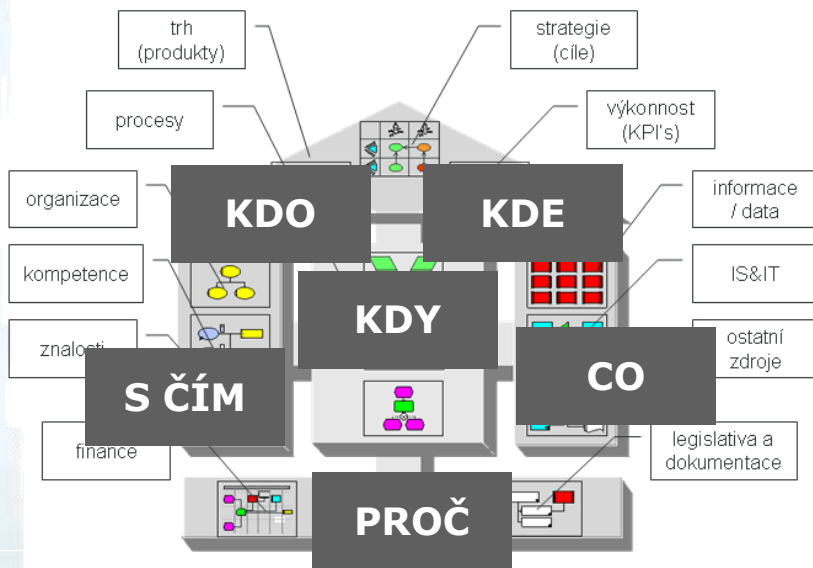 trh
(produkty)
strategie
(cíle)
procesy
výkonnost
(KPI's)
organizace
KDO
KDE
informace
/ data
kompetence
IS&IT
KDY
znalosti
ostatní
zdroje
S ČÍM
CO
finance
legislativa a
dokumentace
PROČ